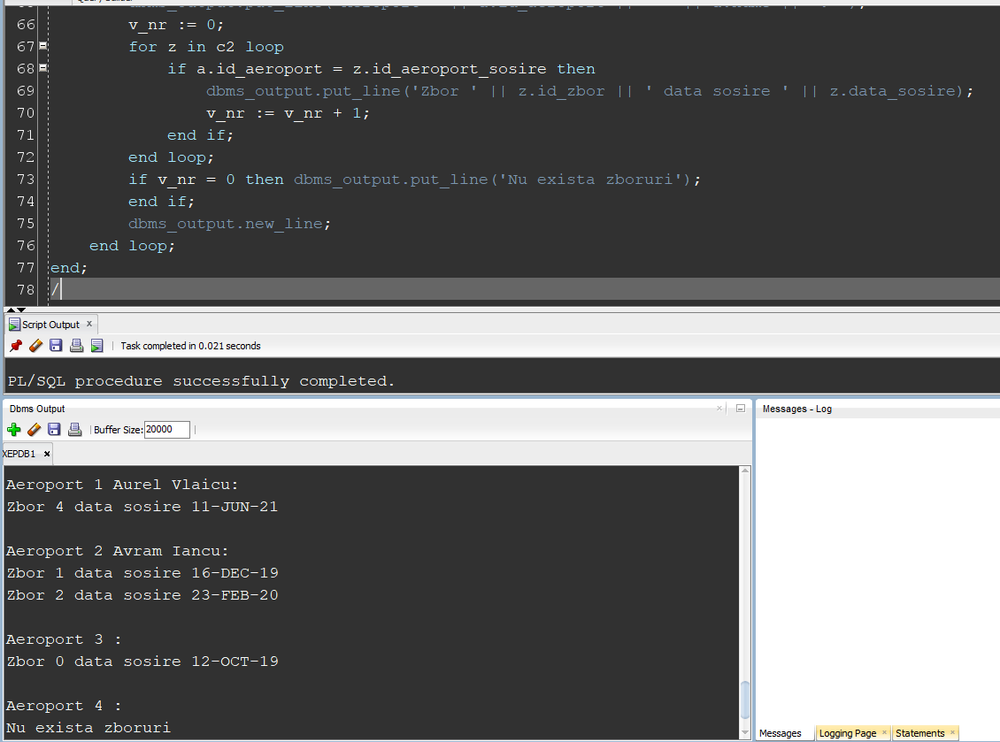 66 v_nr := 0;
67 for z in c2 loop
68 if a.id_aeroport = z.id_aeroport_sosire then
69 dbms_output.put_line('Zbor ' || z.id_zbor || ' data sosire ' || z.data_sosire);
70 v_nr := v_nr + 1;
71 end if;
72 end loop;
73 if v_nr = 0 then dbms_output.put_line('Nu exista zboruri');
74 end if;
75 dbms_output.new_line;
76 end loop;
77 end;
78 /
Script Output x
Task completed in 0.021 seconds
PL/SQL procedure successfully completed.
Dbms Output
Buffer Size: 20000
XEPDB1
Aeroport 1 Aurel Vlaicu:
Zbor 4 data sosire 11-JUN-21
Aeroport 2 Avram Iancu:
Zbor 1 data sosire 16-DEC-19
Zbor 2 data sosire 23-FEB-20
Aeroport 3 :
Zbor 0 data sosire 12-OCT-19
Aeroport 4 :
Nu exista zboruri
Messages - Log
Messages
Logging Page
Statements